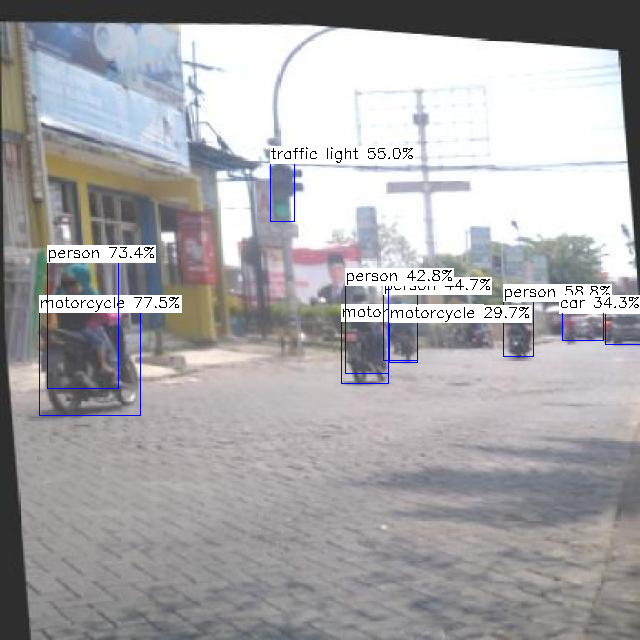 traffic light 55.0%
person 73.4%
person 42.8%
person 44.7%
person 58.8%
car 34.3%
motorcycle 77.5%
motor
motorcycle 29.7%